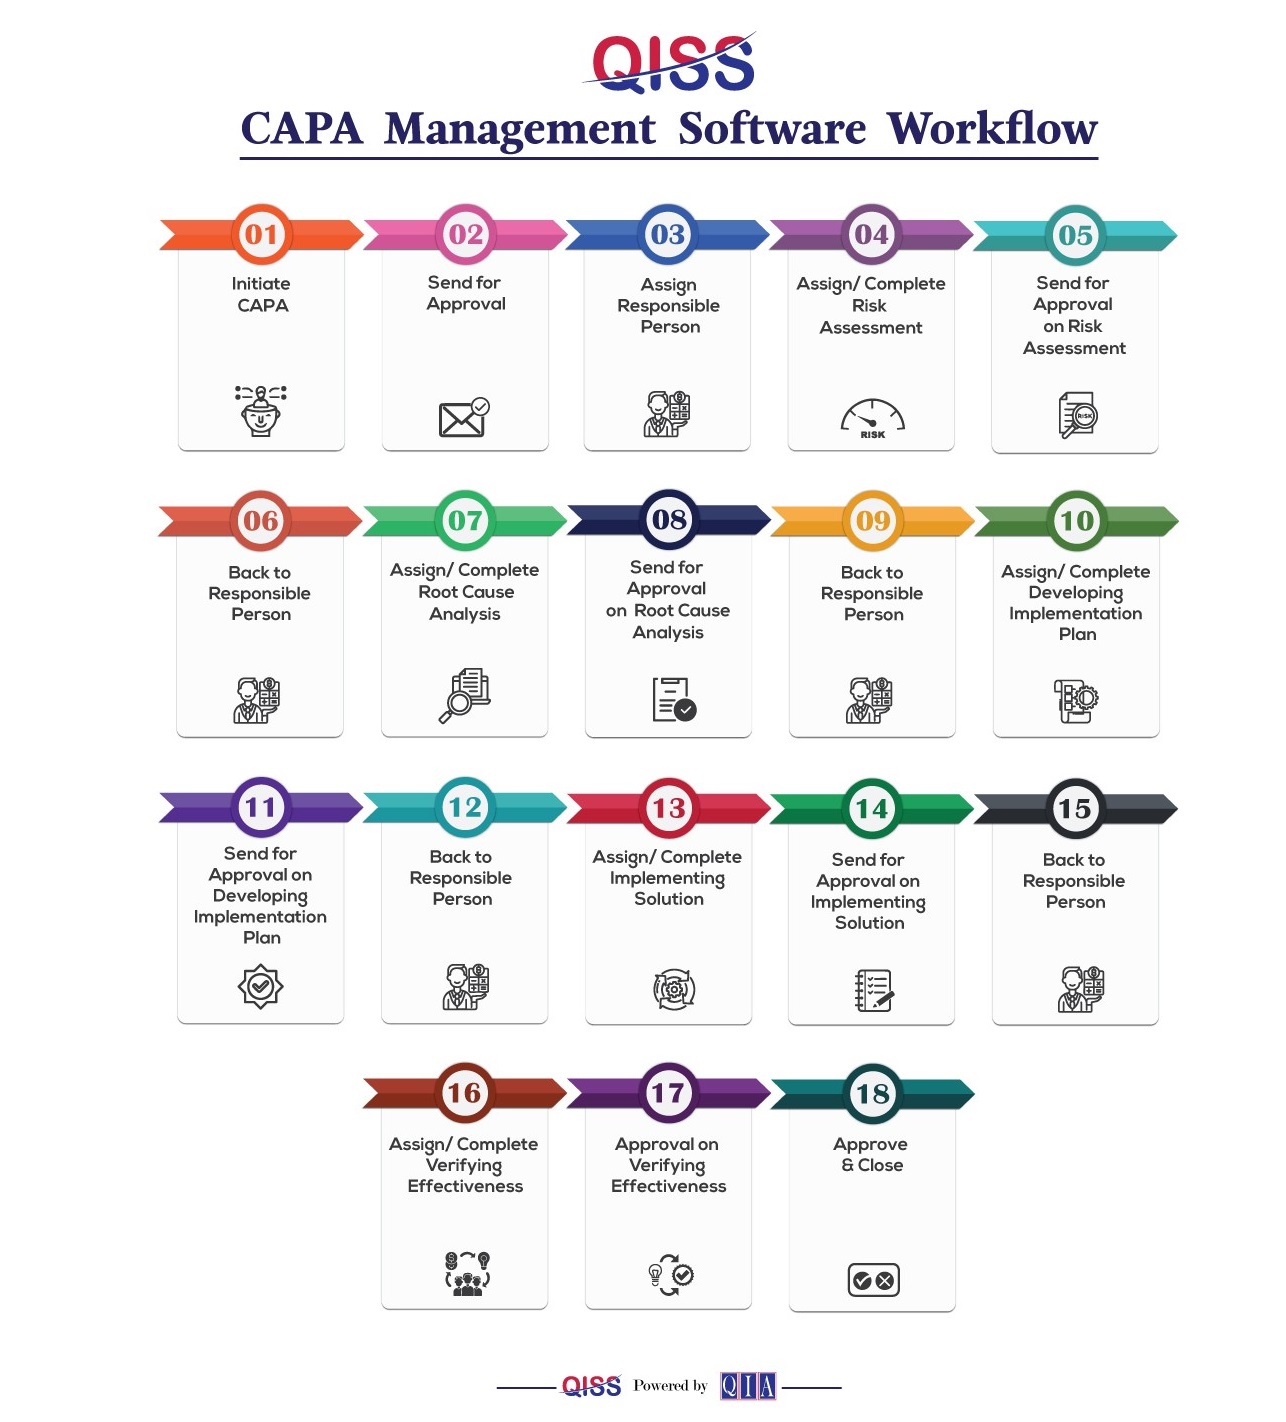 QISS
CAPA Management Software Workflow
01
Initiate
CAPA
02
Send for
Approval
03
Assign
Responsible
Person
04
Assign/ Complete
Risk
Assessment
RISK
05
Send for
Approval
on Risk
Assessment
RISK
06
Back to
Responsible
Person
07
Assign/ Complete
Root Cause
Analysis
08
Send for
Approval
on Root Cause
Analysis
09
Back to
Responsible
Person
10
Assign/ Complete
Developing
Implementation
Plan
11
Send for
Approval on
Developing
Implementation
Plan
12
Back to
Responsible
Person
13
Assign/ Complete
Implementing
Solution
14
Send for
Approval on
Implementing
Solution
15
Back to
Responsible
Person
16
Assign/ Complete
Verifying
Effectiveness
17
Approval on
Verifying
Effectiveness
18
Approve
& Close
QISS Powered by QIA